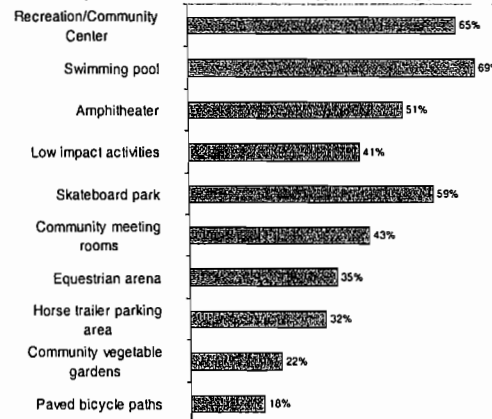 Recreation/Community
Center
65%
Swimming pool
69%
Amphitheater
51%
Low impact activities
41%
Skateboard park
59%
Community meeting
rooms
43%
Equestrian arena
35%
Horse trailer parking
area
32%
Community vegetable
gardens
22%
Paved bicycle paths
18%